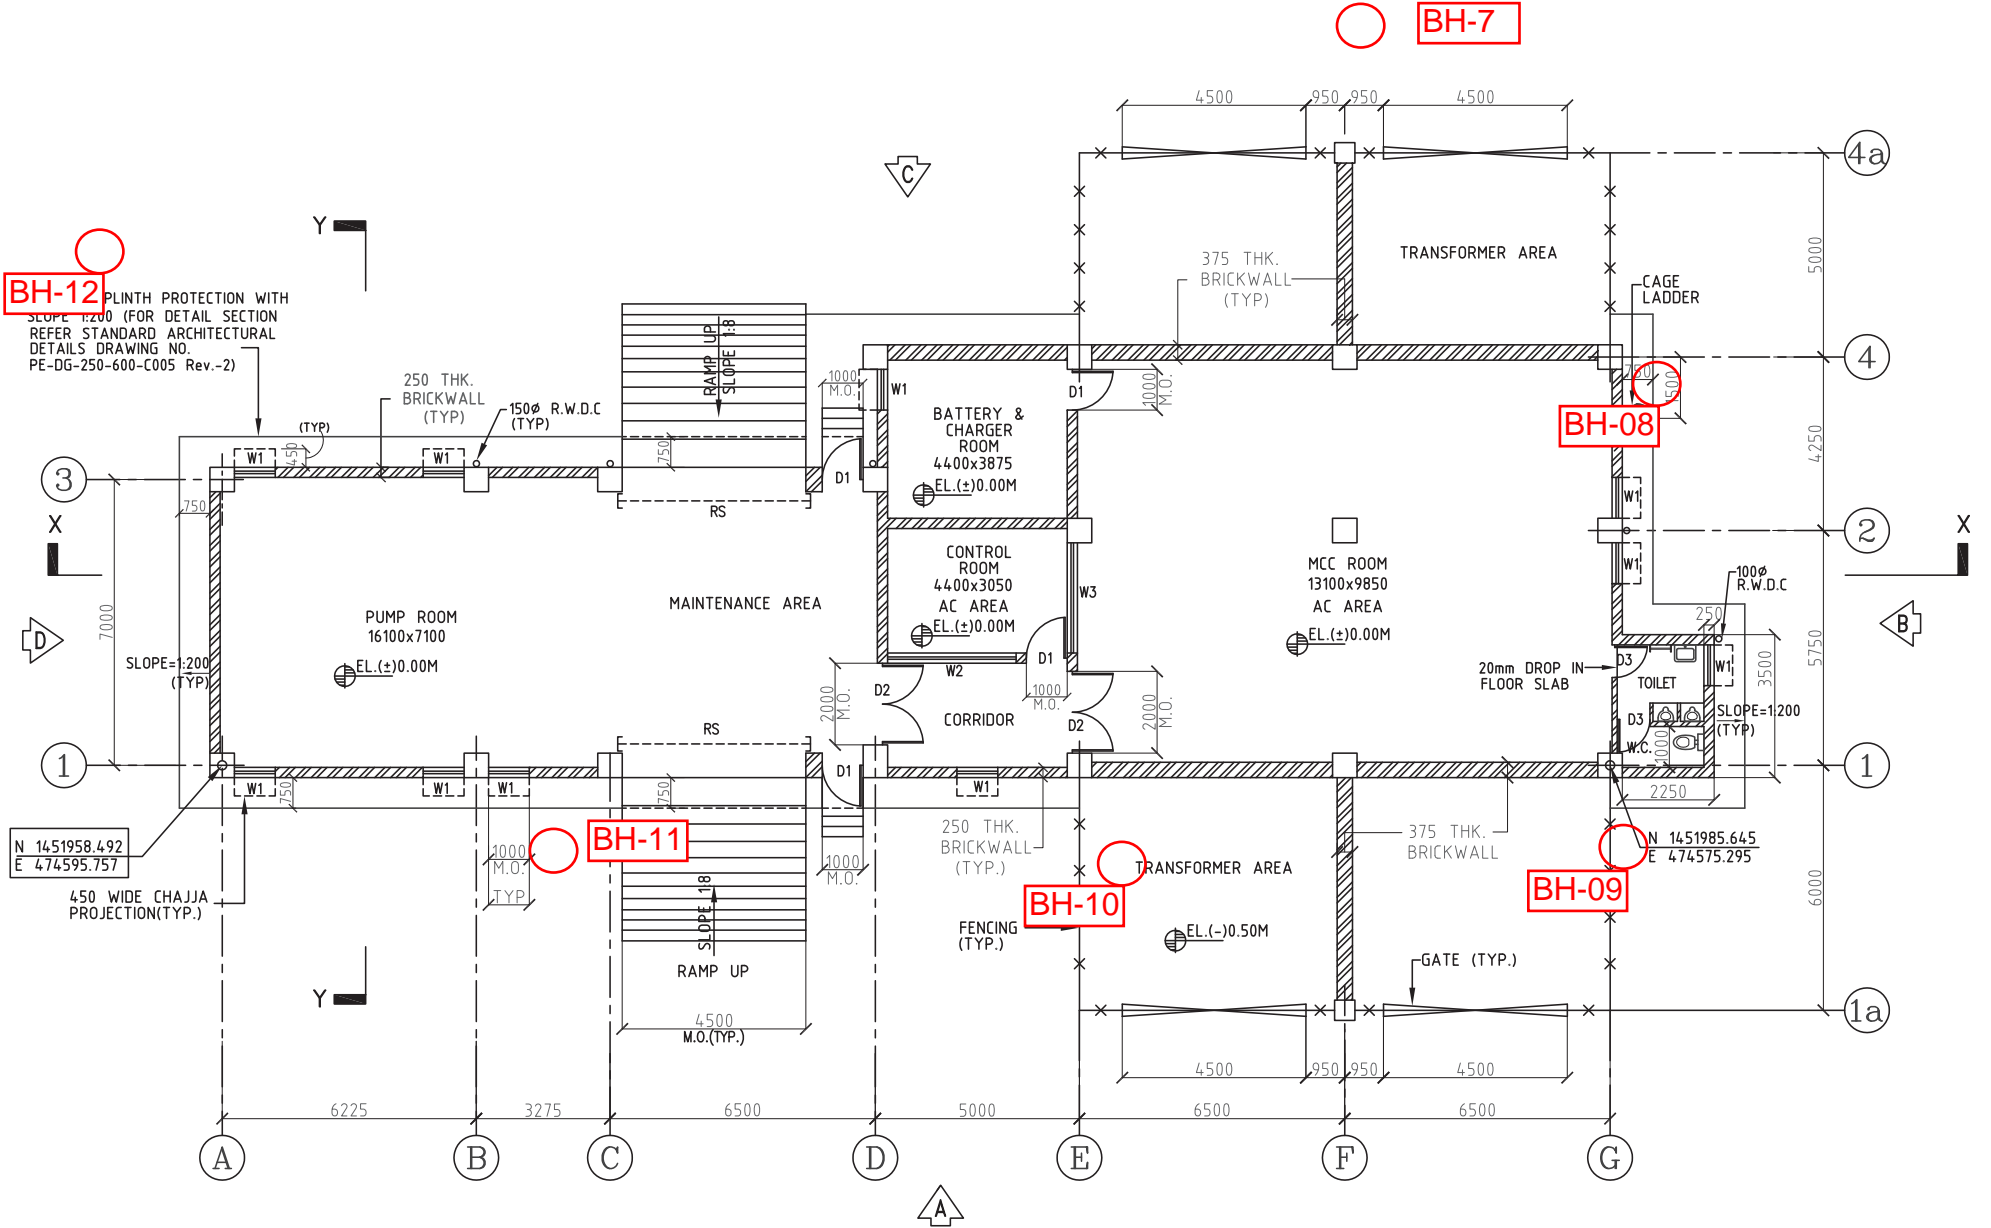 BH-7
4500
950
950
4500
4a
C
Y
BH-12
PLINTH PROTECTION WITH
SLOPE 1:200 (FOR DETAIL SECTION
REFER STANDARD ARCHITECTURAL
DETAILS DRAWING NO.
PE-DG-250-600-C005 Rev.-2)
375 THK.
BRICKWALL
(TYP)
TRANSFORMER AREA
5000
CAGE
LADDER
RAMP UP
SLOPE 1:8
250 THK.
BRICKWALL
(TYP)
150ø R.W.D.C
(TYP)
1000
M.O.
W1
D1
1000
M.O.
4
750
1500
BH-08
BATTERY &
CHARGER
ROOM
4400x3875
EL.(±)0.00M
4250
(TYP)
450
W1
W1
750
D1
3
750
RS
W1
2
X
X
CONTROL
ROOM
4400x3050
AC AREA
EL.(±)0.00M
W3
MCC ROOM
13100x9850
AC AREA
EL.(±)0.00M
W1
100ø
R.W.D.C
7000
D
PUMP ROOM
16100x7100
EL.(±)0.00M
MAINTENANCE AREA
250
B
5750
3500
SLOPE=1:200
(TYP)
D1
W2
D2
2000
M.O.
1000
M.O.
CORRIDOR
D2
2000
M.O.
20mm DROP IN
FLOOR SLAB
D3
TOILET
W1
D3
W.C.
1000
SLOPE=1:200
(TYP)
RS
1
W1
750
W1
W1
750
D1
W1
1
2250
N 1451958.492
E 474595.757
450 WIDE CHAJJA
PROJECTION(TYP.)
1000
M.O.
TYP
BH-11
1000
M.O.
250 THK.
BRICKWALL
(TYP.)
BH-10
TRANSFORMER AREA
375 THK.
BRICKWALL
N 1451985.645
E 474575.295
BH-09
6000
SLOPE 1:8
RAMP UP
FENCING
(TYP.)
EL.(-)0.50M
GATE (TYP.)
Y
4500
M.O.(TYP.)
1a
4500
950
950
4500
6225
3275
6500
5000
6500
6500
A
B
C
D
E
F
G
A